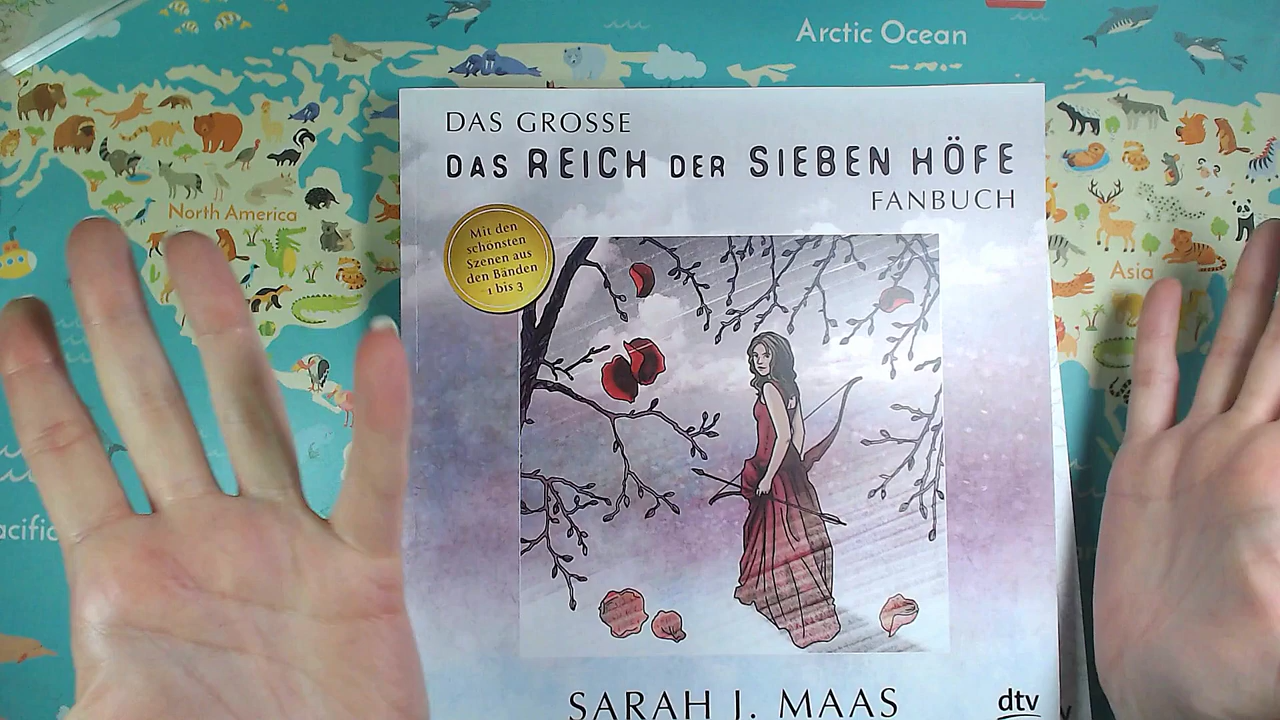 Arctic Ocean
North America
Asia
acific
DAS GROSSE
DAS REICH DER SIEBEN HÖFE
FANBUCH
Mit den
schönsten
Szenen aus
den Bänden
1 bis 3
SARAH J. MAAS
dtv